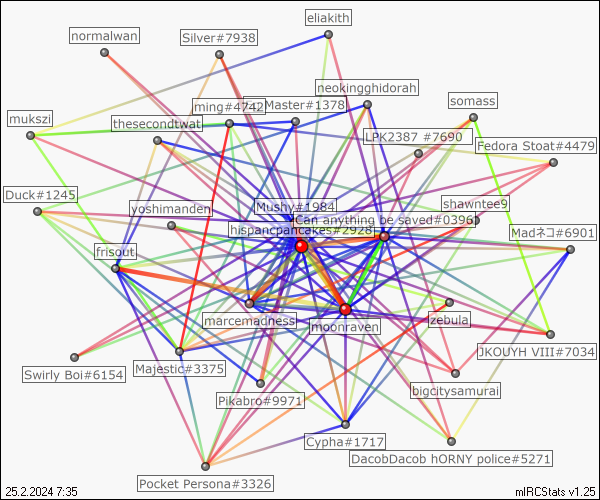 eliakith
normalwan
Silver#7938
neokingghidorah
ming#4742
Master#1378
somass
mukszi
thesecondtwat
LPK2387 #7690
Fedora Stoat#4479
Duck#1245
yoshimanden
Mushy#1984
shawntee9
Can anything be saved#0396
hispancpancakes#2928
Madネコ#6901
frisout
marcemadness
moonraven
zebula
JKOUYH VIII#7034
Swirly Boi#6154
Majestic#3375
Pikabro#9971
bigcitysamurai
Cypha#1717
DacobDacob hORNY police#5271
Pocket Persona#3326
25.2.2024 7:35
mIRCStats v1.25